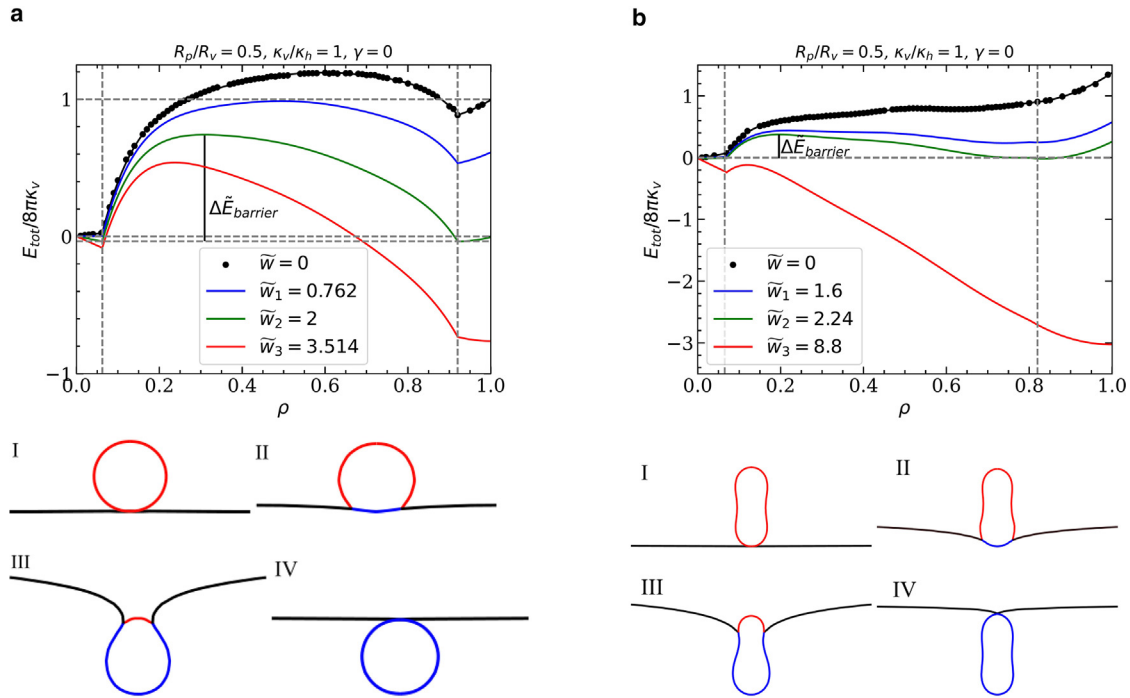 a
R_p/R_v = 0.5, κ_v/κ_h = 1, γ = 0
E_tot/8πκ_v
1
0
−1
ΔẼ_barrier
w̃ = 0
w̃_1 = 0.762
w̃_2 = 2
w̃_3 = 3.514
0.0 0.2 0.4 0.6 0.8 1.0
ρ
I
II
III
IV
b
R_p/R_v = 0.5, κ_v/κ_h = 1, γ = 0
E_tot/8πκ_v
1
0
−1
−2
−3
ΔẼ_barrier
w̃ = 0
w̃_1 = 1.6
w̃_2 = 2.24
w̃_3 = 8.8
0.0 0.2 0.4 0.6 0.8 1.0
ρ
I
II
III
IV